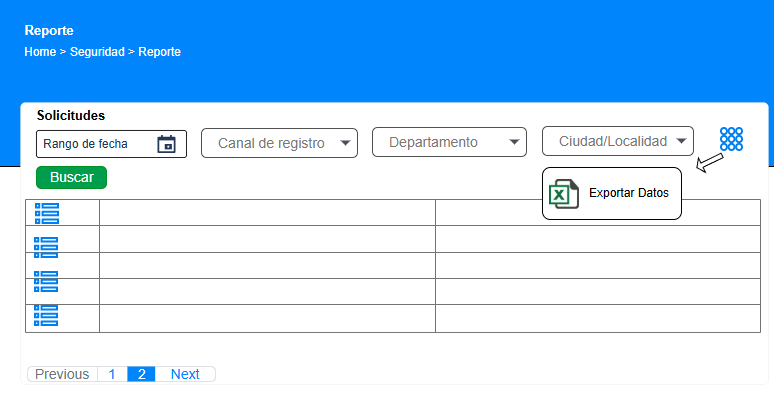 Reporte
Home > Seguridad > Reporte
Solicitudes
Rango de fecha
Canal de registro
Departamento
Ciudad/Localidad
Buscar
Exportar Datos
Previous 1 2 Next